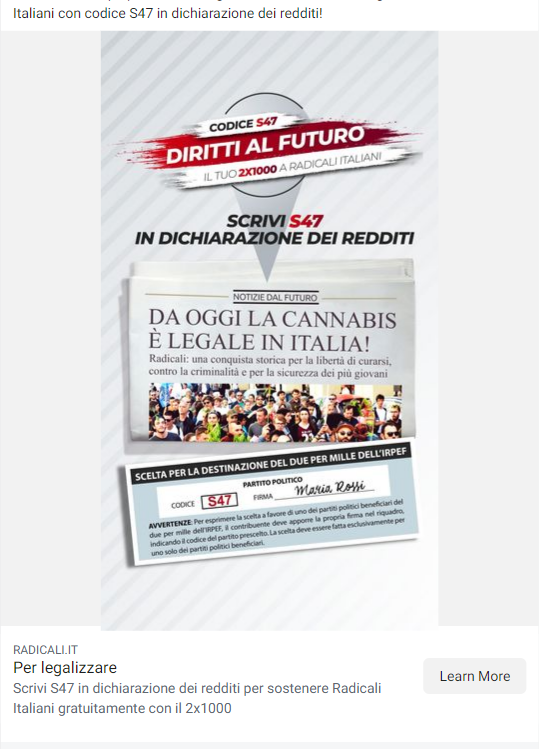 Italiani con codice S47 in dichiarazione dei redditi!
CODICE S47
DIRITTI AL FUTURO
IL TUO 2X1000 A RADICALI ITALIANI
SCRIVI S47
IN DICHIARAZIONE DEI REDDITI
NOTIZIE DAL FUTURO
DA OGGI LA CANNABIS
È LEGALE IN ITALIA!
Radicali: una conquista storica per la libertà di curarsi,
contro la criminalità e per la sicurezza dei più giovani
SCELTA PER LA DESTINAZIONE DEL DUE PER MILLE DELL'IRPEF
PARTITO POLITICO
CODICE S47 FIRMA Maria Rossi
AVVERTENZE: Per esprimere la scelta a favore di uno dei partiti politici beneficiari del
due per mille dell'IRPEF, il contribuente deve apporre la propria firma nel riquadro,
indicando il codice del partito prescelto. La scelta deve essere fatta esclusivamente per
uno solo dei partiti politici beneficiari.
RADICALI.IT
Per legalizzare
Scrivi S47 in dichiarazione dei redditi per sostenere Radicali
Italiani gratuitamente con il 2x1000
Learn More